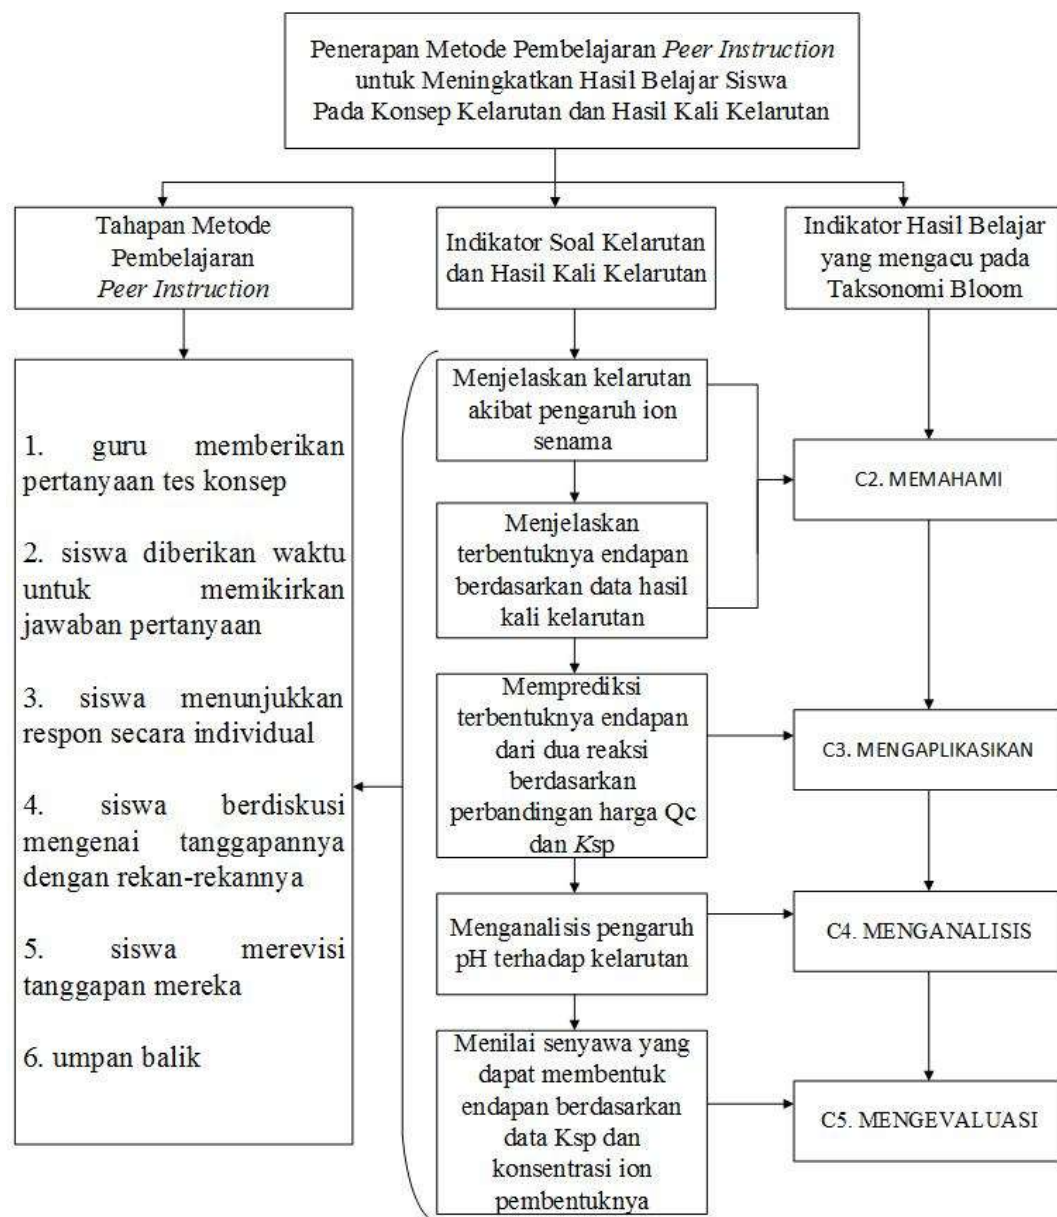 Penerapan Metode Pembelajaran Peer Instruction
untuk Meningkatkan Hasil Belajar Siswa
Pada Konsep Kelarutan dan Hasil Kali Kelarutan
Tahapan Metode
Pembelajaran
Peer Instruction
Indikator Soal Kelarutan
dan Hasil Kali Kelarutan
Indikator Hasil Belajar
yang mengacu pada
Taksonomi Bloom
1. guru memberikan
pertanyaan tes konsep
2. siswa diberikan waktu
untuk memikirkan
jawaban pertanyaan
3. siswa menunjukkan
respon secara individual
4. siswa berdiskusi
mengenai tanggapannya
dengan rekan-rekannya
5. siswa merevisi
tanggapan mereka
6. umpan balik
Menjelaskan kelarutan
akibat pengaruh ion
senama
Menjelaskan
terbentuknya endapan
berdasarkan data hasil
kali kelarutan
Memprediksi
terbentuknya endapan
dari dua reaksi
berdasarkan
perbandingan harga Qc
dan Ksp
Menganalisis pengaruh
pH terhadap kelarutan
Menilai senyawa yang
dapat membentuk
endapan berdasarkan
data Ksp dan
konsentrasi ion
pembentuknya
C2. MEMAHAMI
C3. MENGAPLIKASIKAN
C4. MENGANALISIS
C5. MENGEVALUASI